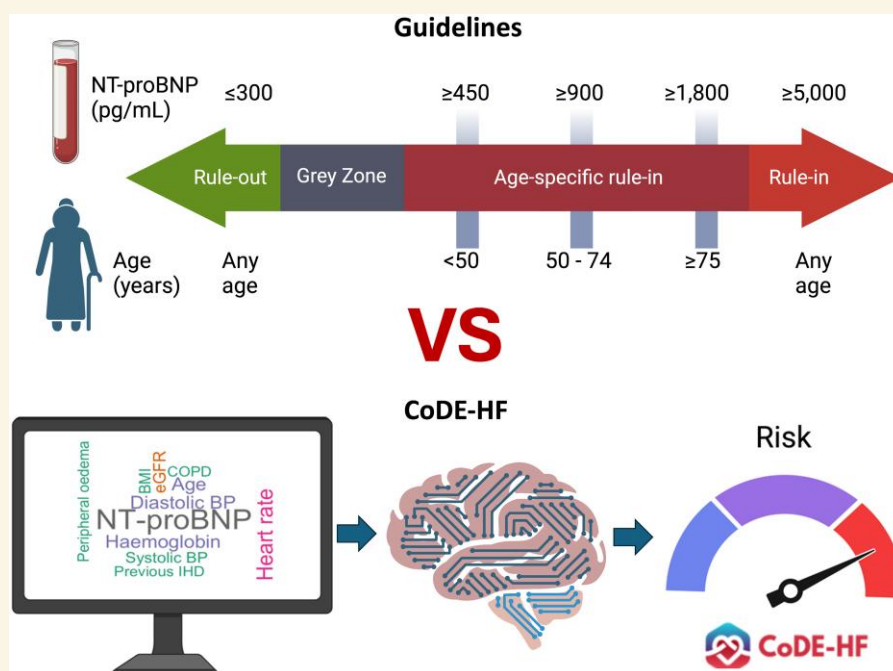 Guidelines
NT-proBNP
(pg/mL)
≤300
≥450
≥900
≥1,800
≥5,000
Rule-out
Grey Zone
Age-specific rule-in
Rule-in
Age
(years)
Any
age
<50
50 - 74
≥75
Any
age
VS
CoDE-HF
Peripheral oedema
BMI
eGFR
COPD
Age
Diastolic BP
NT-proBNP
Haemoglobin
Systolic BP
Previous IHD
Heart rate
Risk
CoDE-HF